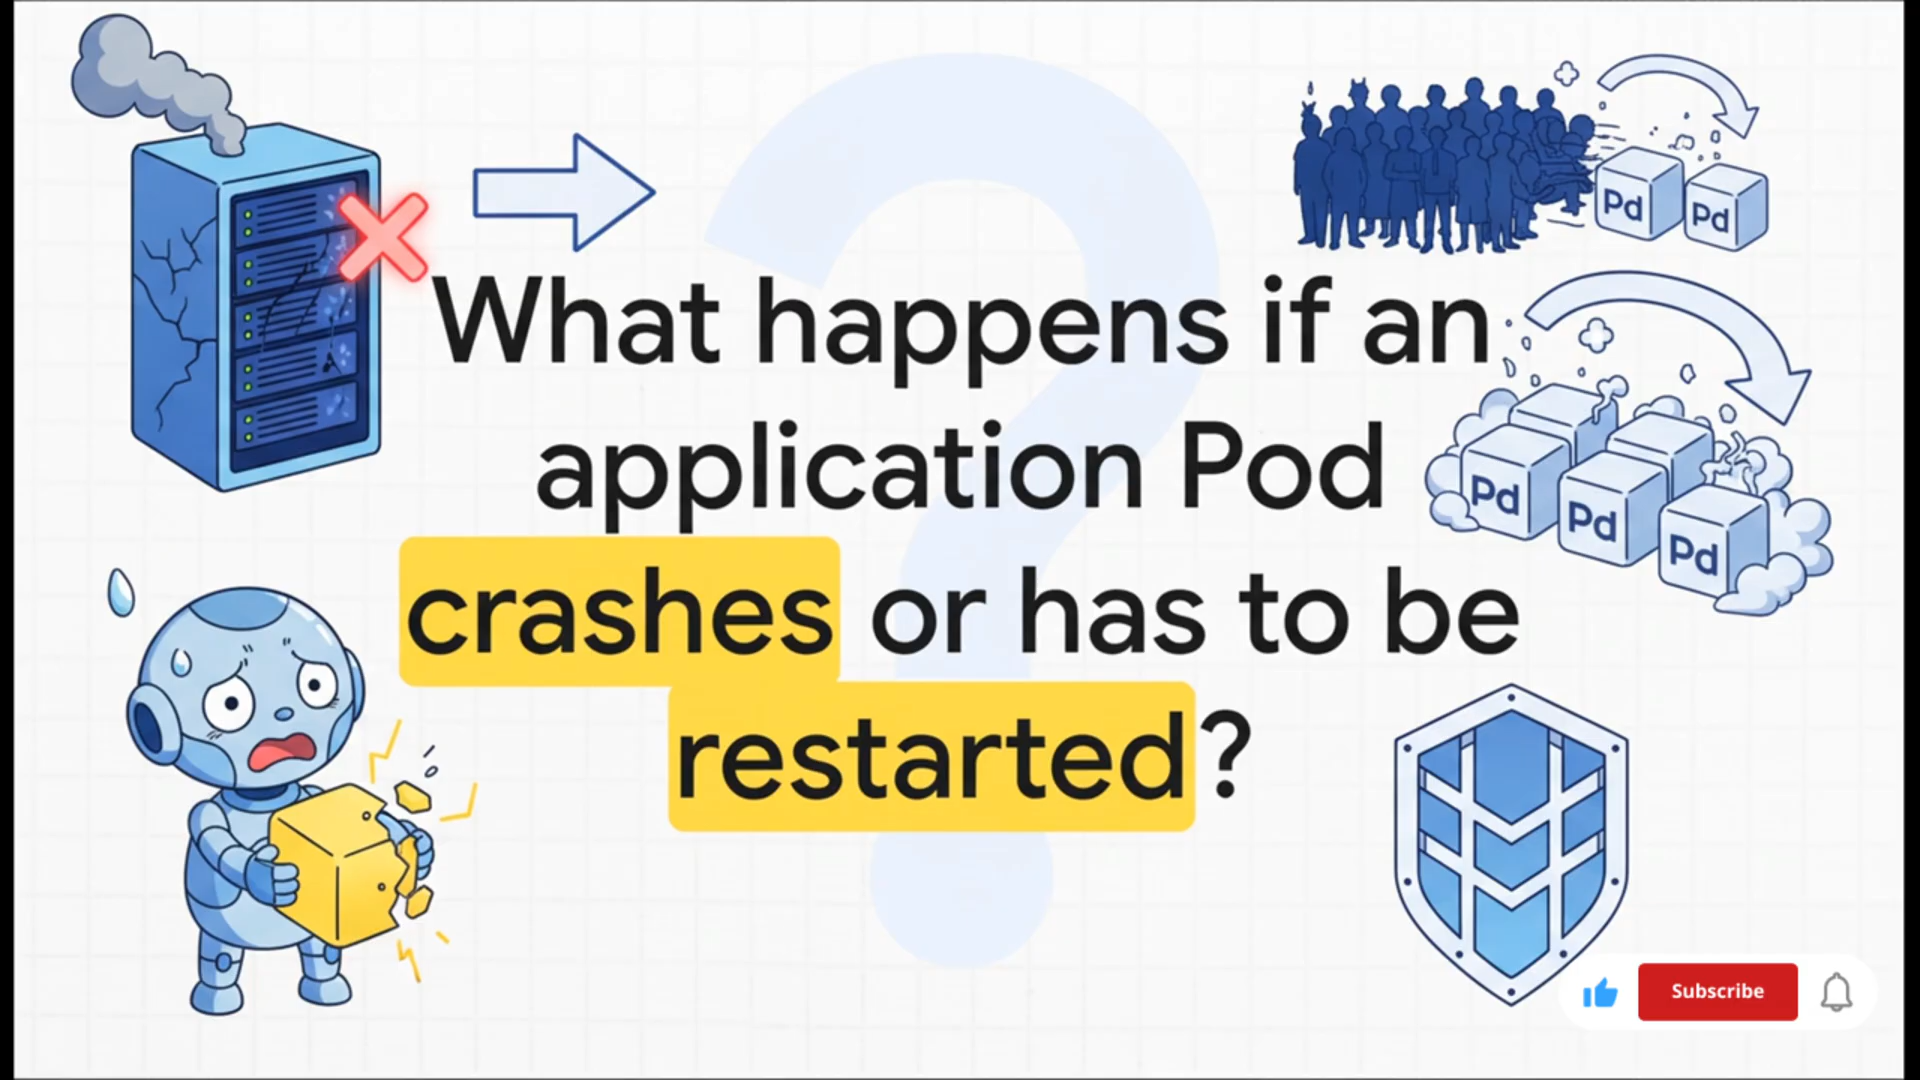 Pd
Pd
What happens if an
application Pod
Pd
Pd
Pd
crashes or has to be
restarted?
Subscribe